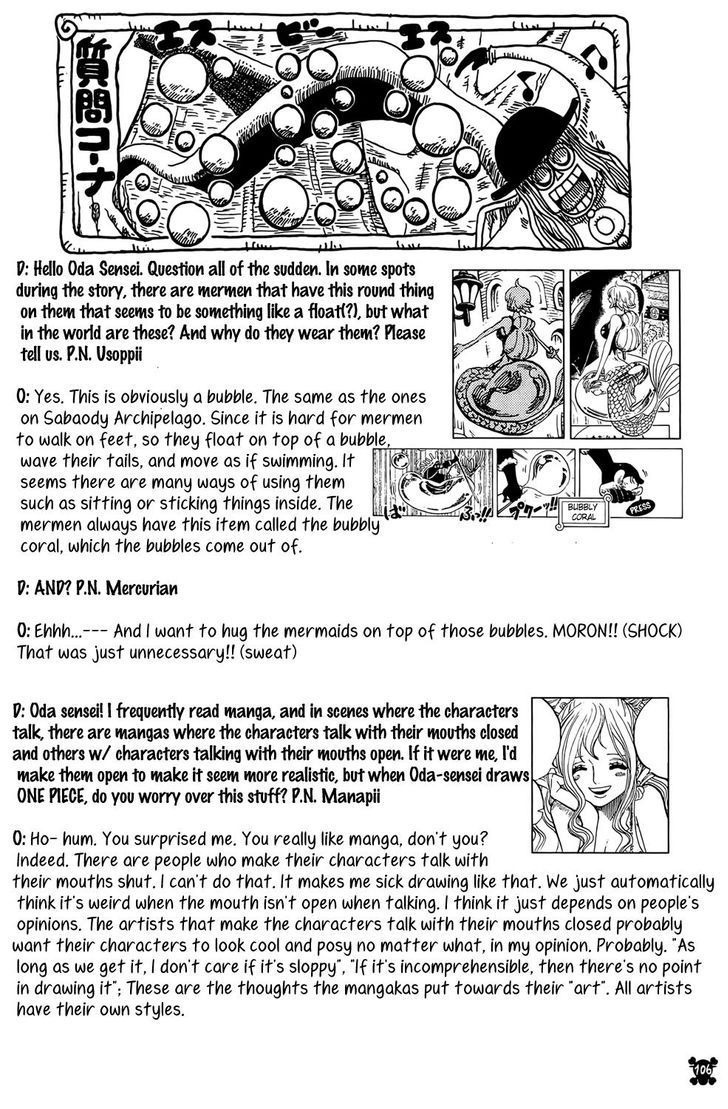 エス ビー エス
質問コーナー
D: Hello Oda Sensei. Question all of the sudden. In some spots
during the story, there are mermen that have this round thing
on them that seems to be something like a float(?), but what
in the world are these? And why do they wear them? Please
tell us. P.N. Usoppii
O: Yes. This is obviously a bubble. The same as the ones
on Sabaody Archipelago. Since it is hard for mermen
to walk on feet, so they float on top of a bubble,
wave their tails, and move as if swimming. It
seems there are many ways of using them
such as sitting or sticking things inside. The
mermen always have this item called the bubbly
coral, which the bubbles come out of.
ば ふっ!!
プクーッ!!
BUBBLY
CORAL
PRESS
D: AND? P.N. Mercurian
O: Ehhh...--- And I want to hug the mermaids on top of those bubbles. MORON!! (SHOCK)
That was just unnecessary!! (sweat)
D: Oda sensei! I frequently read manga, and in scenes where the characters
talk, there are mangas where the characters talk with their mouths closed
and others w/ characters talking with their mouths open. If it were me, I'd
make them open to make it seem more realistic, but when Oda-sensei draws
ONE PIECE, do you worry over this stuff? P.N. Manapii
O: Ho- hum. You surprised me. You really like manga, don't you?
Indeed. There are people who make their characters talk with
their mouths shut. I can't do that. It makes me sick drawing like that. We just automatically
think it's weird when the mouth isn't open when talking. I think it just depends on people's
opinions. The artists that make the characters talk with their mouths closed probably
want their characters to look cool and posy no matter what, in my opinion. Probably. "As
long as we get it, I don't care if it's sloppy", "If it's incomprehensible, then there's no point
in drawing it"; These are the thoughts the mangakas put towards their "art". All artists
have their own styles.
106